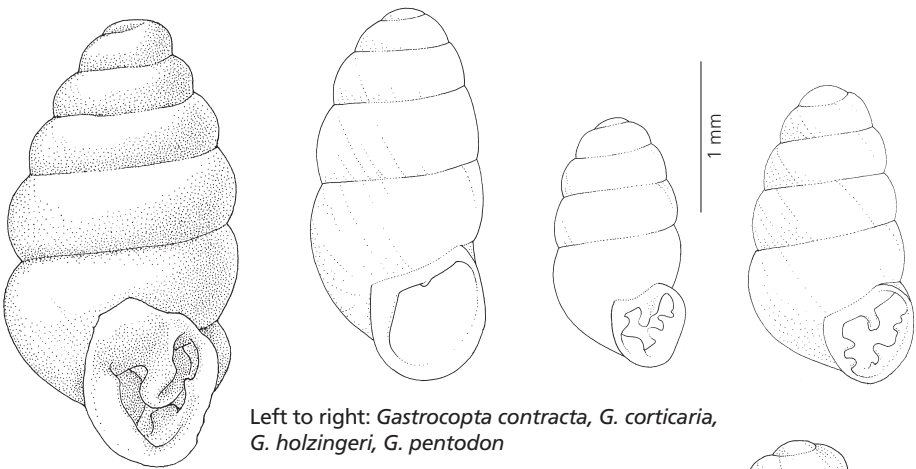 1 mm
Left to right: Gastrocopta contracta, G. corticaria,
G. holzingeri, G. pentodon